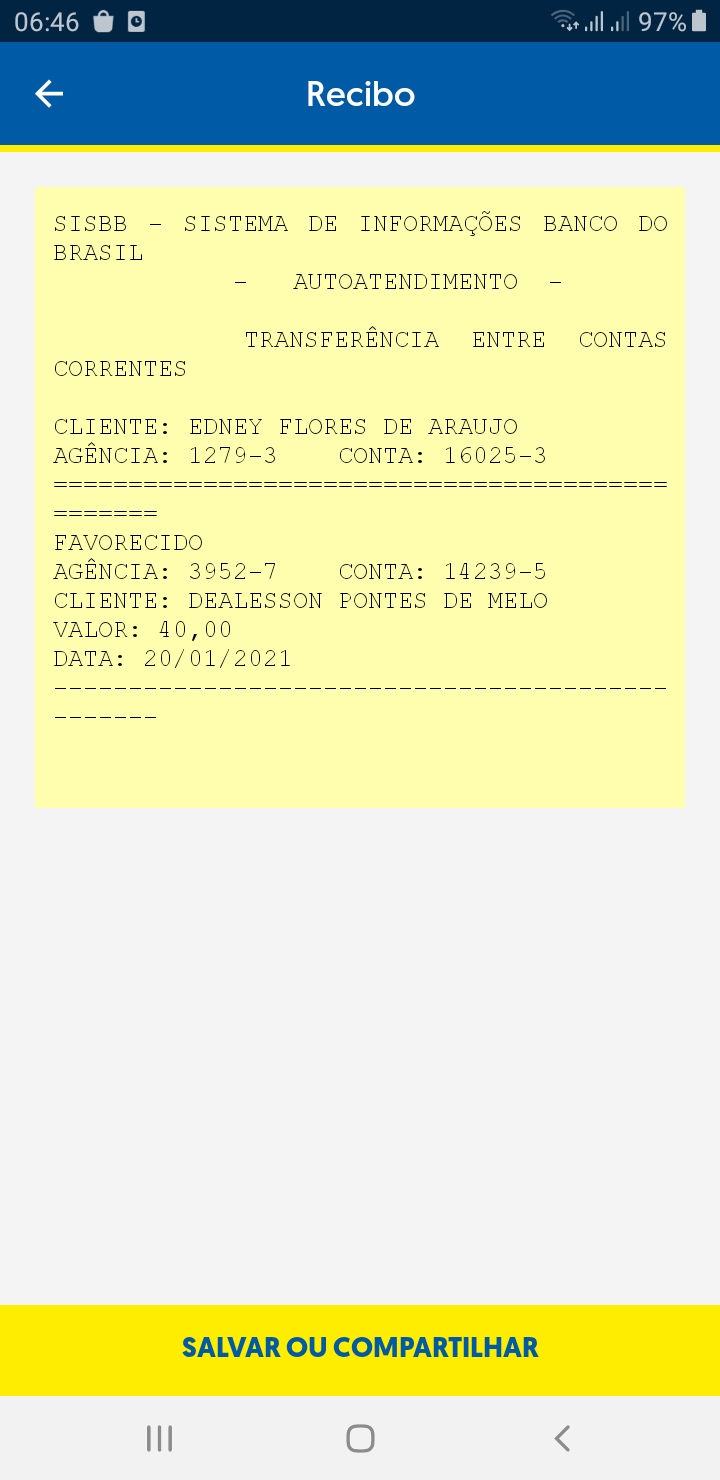 06:46 97%
Recibo
SISBB - SISTEMA DE INFORMAÇÕES BANCO DO
BRASIL
- AUTOATENDIMENTO -
TRANSFERÊNCIA ENTRE CONTAS
CORRENTES
CLIENTE: EDNEY FLORES DE ARAUJO
AGÊNCIA: 1279-3 CONTA: 16025-3
=========================================
=======
FAVORECIDO
AGÊNCIA: 3952-7 CONTA: 14239-5
CLIENTE: DEALESSON PONTES DE MELO
VALOR: 40,00
DATA: 20/01/2021
-----------------------------------------
-------
SALVAR OU COMPARTILHAR